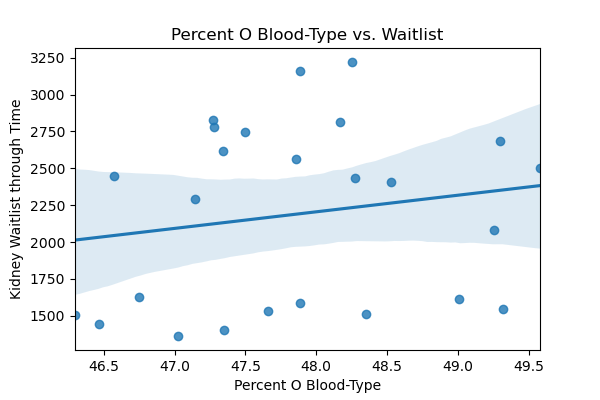 Percent O Blood-Type vs. Waitlist
Kidney Waitlist through Time
3250
3000
2750
2500
2250
2000
1750
1500
46.5 47.0 47.5 48.0 48.5 49.0 49.5
Percent O Blood-Type